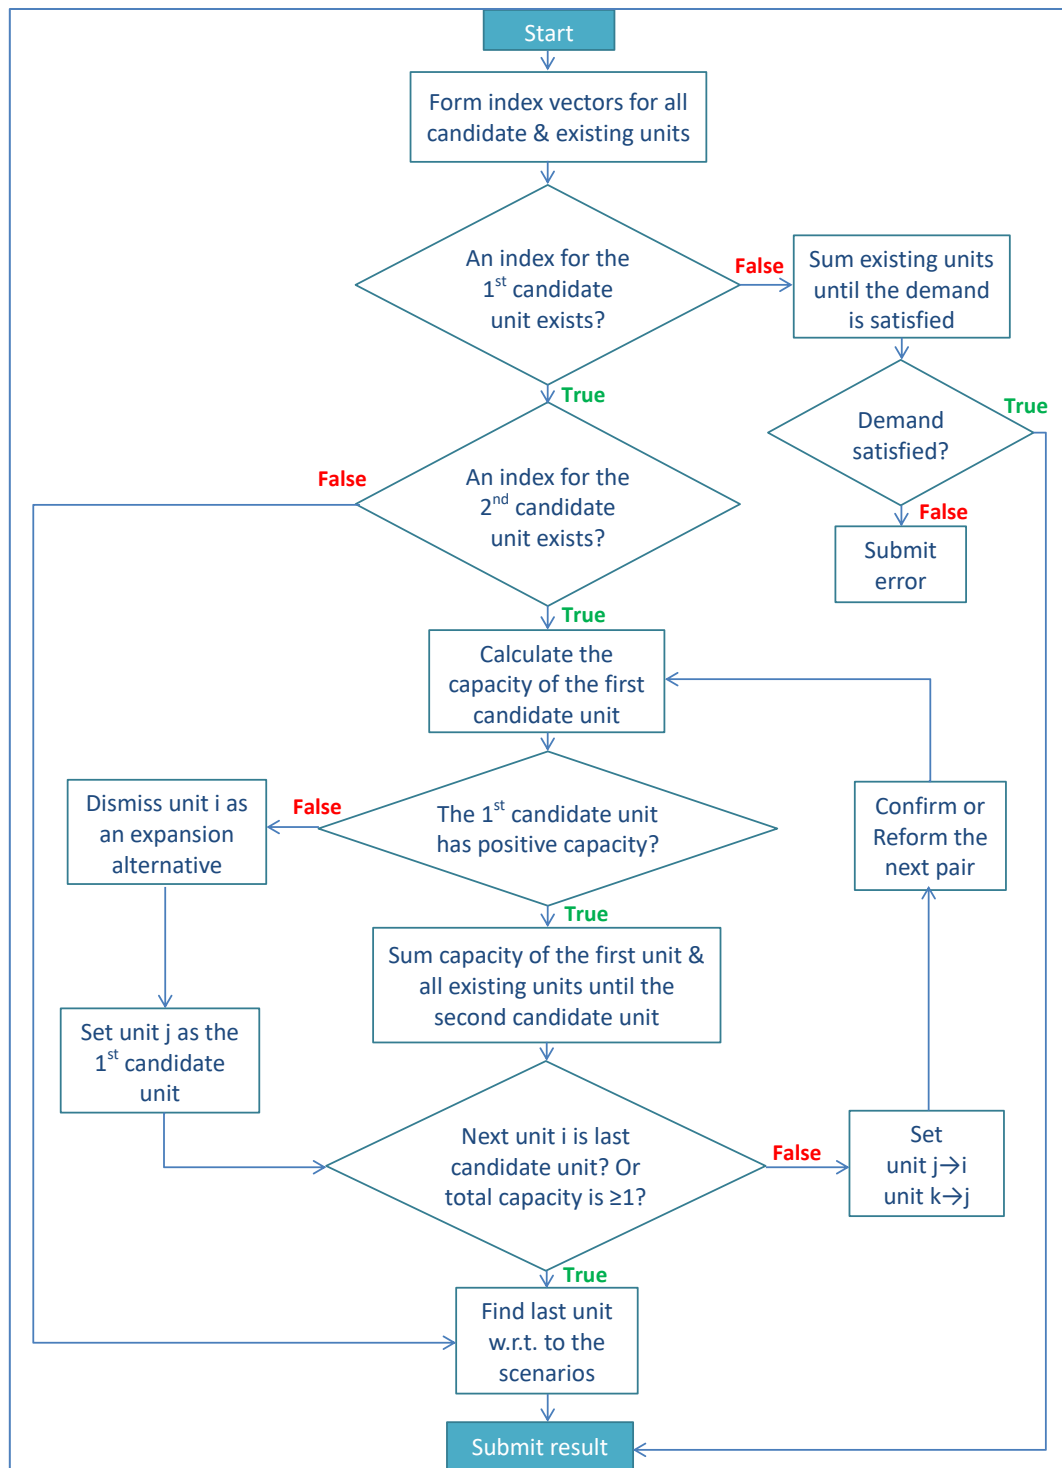 Start
Form index vectors for all
candidate & existing units
An index for the
1st candidate
unit exists?
False
Sum existing units
until the demand
is satisfied
True
Demand
satisfied?
True
False
Submit
error
An index for the
2nd candidate
unit exists?
False
True
Calculate the
capacity of the first
candidate unit
The 1st candidate unit
has positive capacity?
False
Dismiss unit i as
an expansion
alternative
Confirm or
Reform the
next pair
True
Sum capacity of the first unit &
all existing units until the
second candidate unit
Set unit j as the
1st candidate
unit
Next unit i is last
candidate unit? Or
total capacity is ≥1?
False
Set
unit j→i
unit k→j
True
Find last unit
w.r.t. to the
scenarios
Submit result